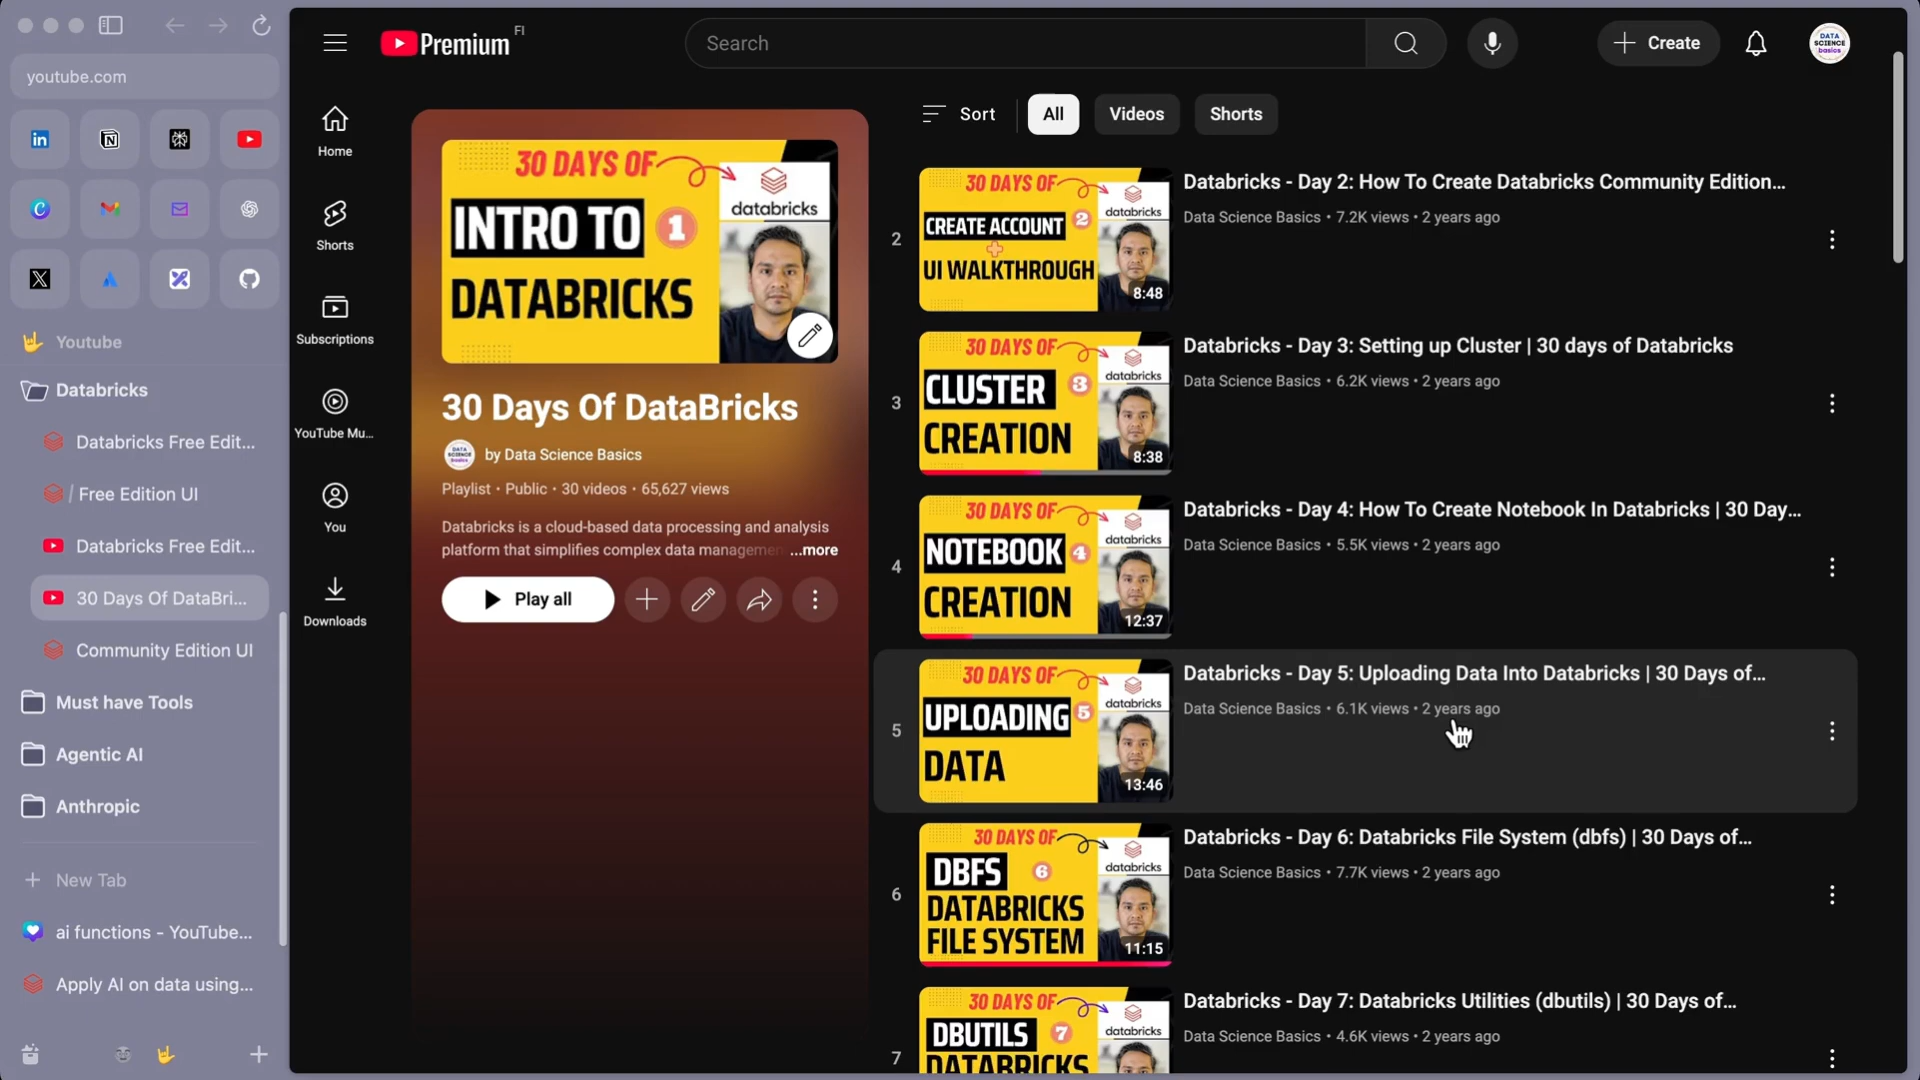 youtube.com
Youtube
Databricks
Databricks Free Edit...
/ Free Edition UI
Databricks Free Edit...
30 Days Of DataBri...
Community Edition UI
Must have Tools
Agentic AI
Anthropic
New Tab
ai functions - YouTube...
Apply AI on data using...
Premium FI
Search
Create
DATA SCIENCE basics
Home
Shorts
Subscriptions
YouTube Mu...
You
Downloads
30 DAYS OF
INTRO TO 1
DATABRICKS
databricks
30 Days Of DataBricks
by Data Science Basics
Playlist • Public • 30 videos • 65,627 views
Databricks is a cloud-based data processing and analysis
platform that simplifies complex data managemen ...more
Play all
Sort
All
Videos
Shorts
2
30 DAYS OF
CREATE ACCOUNT 2
UI WALKTHROUGH
databricks
8:48
Databricks - Day 2: How To Create Databricks Community Edition...
Data Science Basics • 7.2K views • 2 years ago
3
30 DAYS OF
CLUSTER 3
CREATION
databricks
8:38
Databricks - Day 3: Setting up Cluster | 30 days of Databricks
Data Science Basics • 6.2K views • 2 years ago
4
30 DAYS OF
NOTEBOOK 4
CREATION
databricks
12:37
Databricks - Day 4: How To Create Notebook In Databricks | 30 Day...
Data Science Basics • 5.5K views • 2 years ago
5
30 DAYS OF
UPLOADING 5
DATA
databricks
13:46
Databricks - Day 5: Uploading Data Into Databricks | 30 Days of...
Data Science Basics • 6.1K views • 2 years ago
6
30 DAYS OF
DBFS 6
DATABRICKS
FILE SYSTEM
databricks
11:15
Databricks - Day 6: Databricks File System (dbfs) | 30 Days of...
Data Science Basics • 7.7K views • 2 years ago
7
30 DAYS OF
DBUTILS 7
DATABRICKS
databricks
Databricks - Day 7: Databricks Utilities (dbutils) | 30 Days of...
Data Science Basics • 4.6K views • 2 years ago